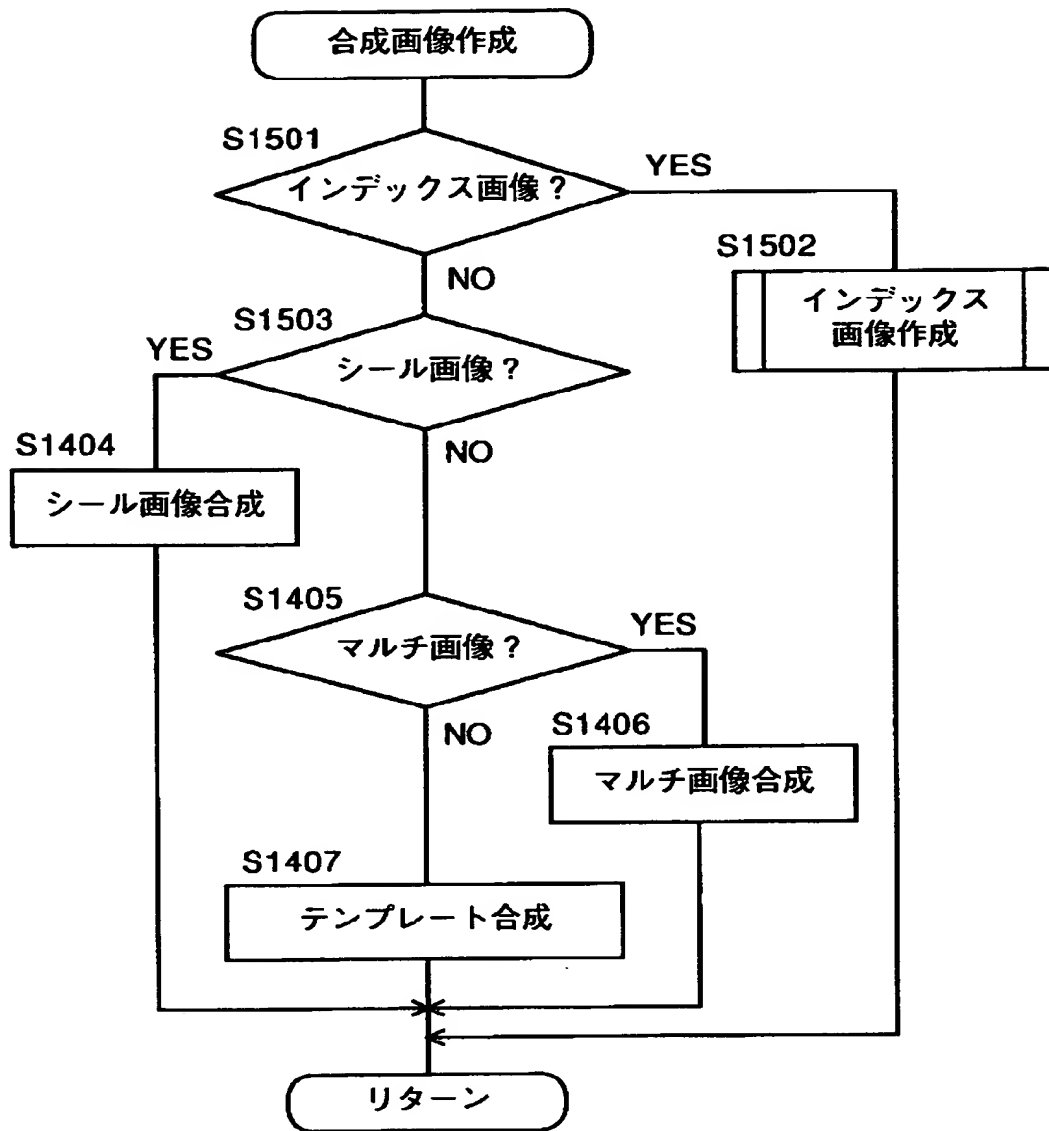 合成画像作成
S1501
インデックス画像？
YES
NO
S1502
インデックス
画像作成
S1503
YES
シール画像？
NO
S1404
シール画像合成
S1405
マルチ画像？
YES
NO
S1406
マルチ画像合成
S1407
テンプレート合成
リターン